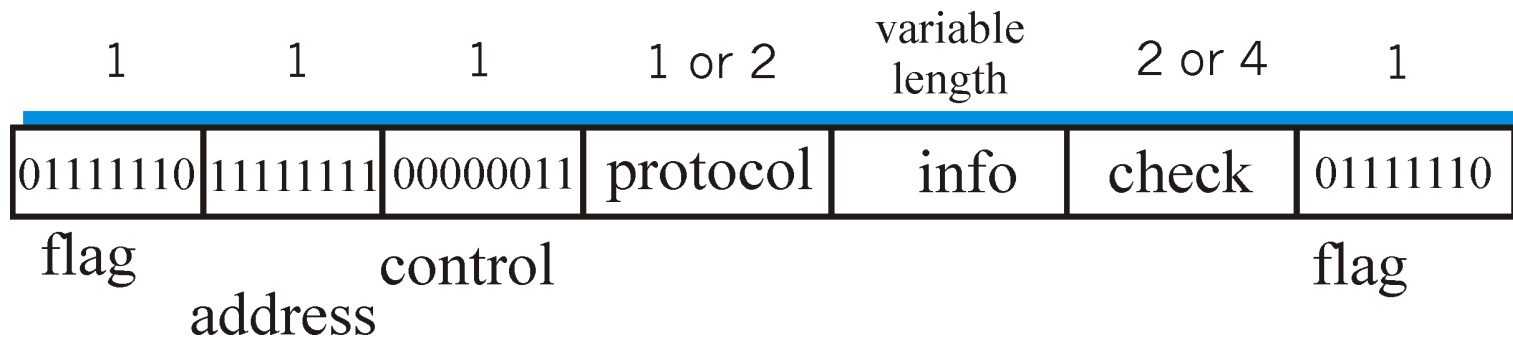 1 1 1 1 or 2 variable length 2 or 4 1
01111110 11111111 00000011 protocol info check 01111110
flag address control flag